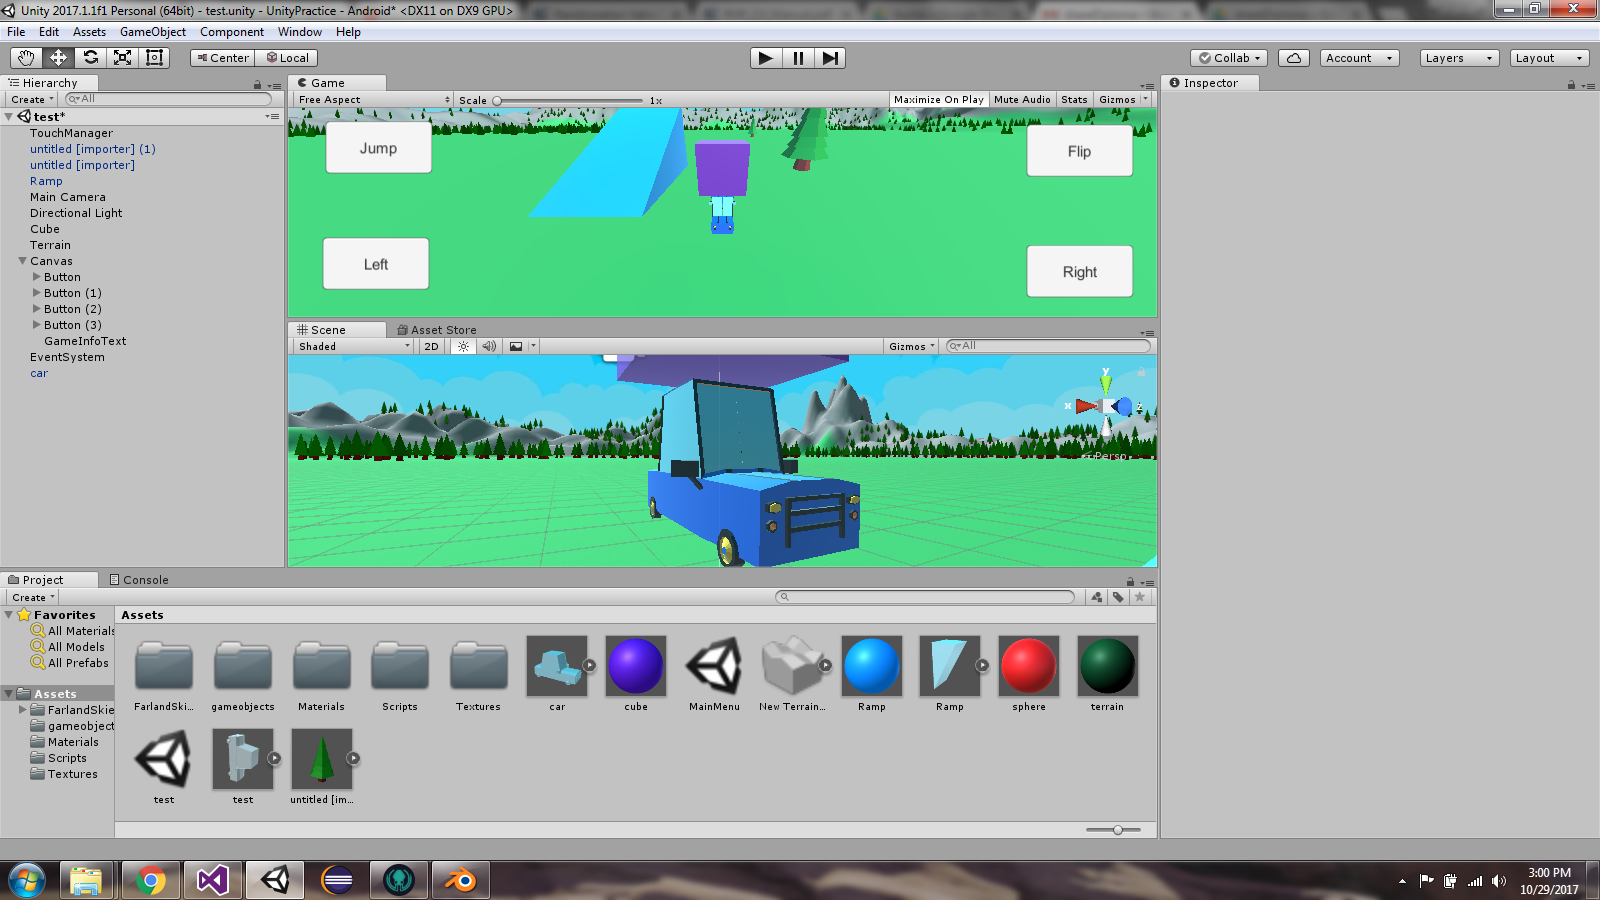 Unity 2017.1.1f1 Personal (64bit) - test.unity - UnityPractice - Android* <DX11 on DX9 GPU>
File Edit Assets GameObject Component Window Help
Center Local Collab Account Layers Layout
Hierarchy
Create All
test*
TouchManager
untitled [importer] (1)
untitled [importer]
Ramp
Main Camera
Directional Light
Cube
Terrain
Canvas
Button
Button (1)
Button (2)
Button (3)
GameInfoText
EventSystem
car
Game
Free Aspect Scale 1x Maximize On Play Mute Audio Stats Gizmos
Jump
Flip
Left
Right
Scene Asset Store
Shaded 2D Gizmos All
y
x z
Persp
Inspector
Project Console
Create
Favorites
All Materials
All Models
All Prefabs
Assets
FarlandSkie
gameobject
Materials
Scripts
Textures
Assets
FarlandSki... gameobjects Materials Scripts Textures car cube MainMenu New Terrain... Ramp Ramp sphere terrain
test test untitled [im...
3:00 PM
10/29/2017